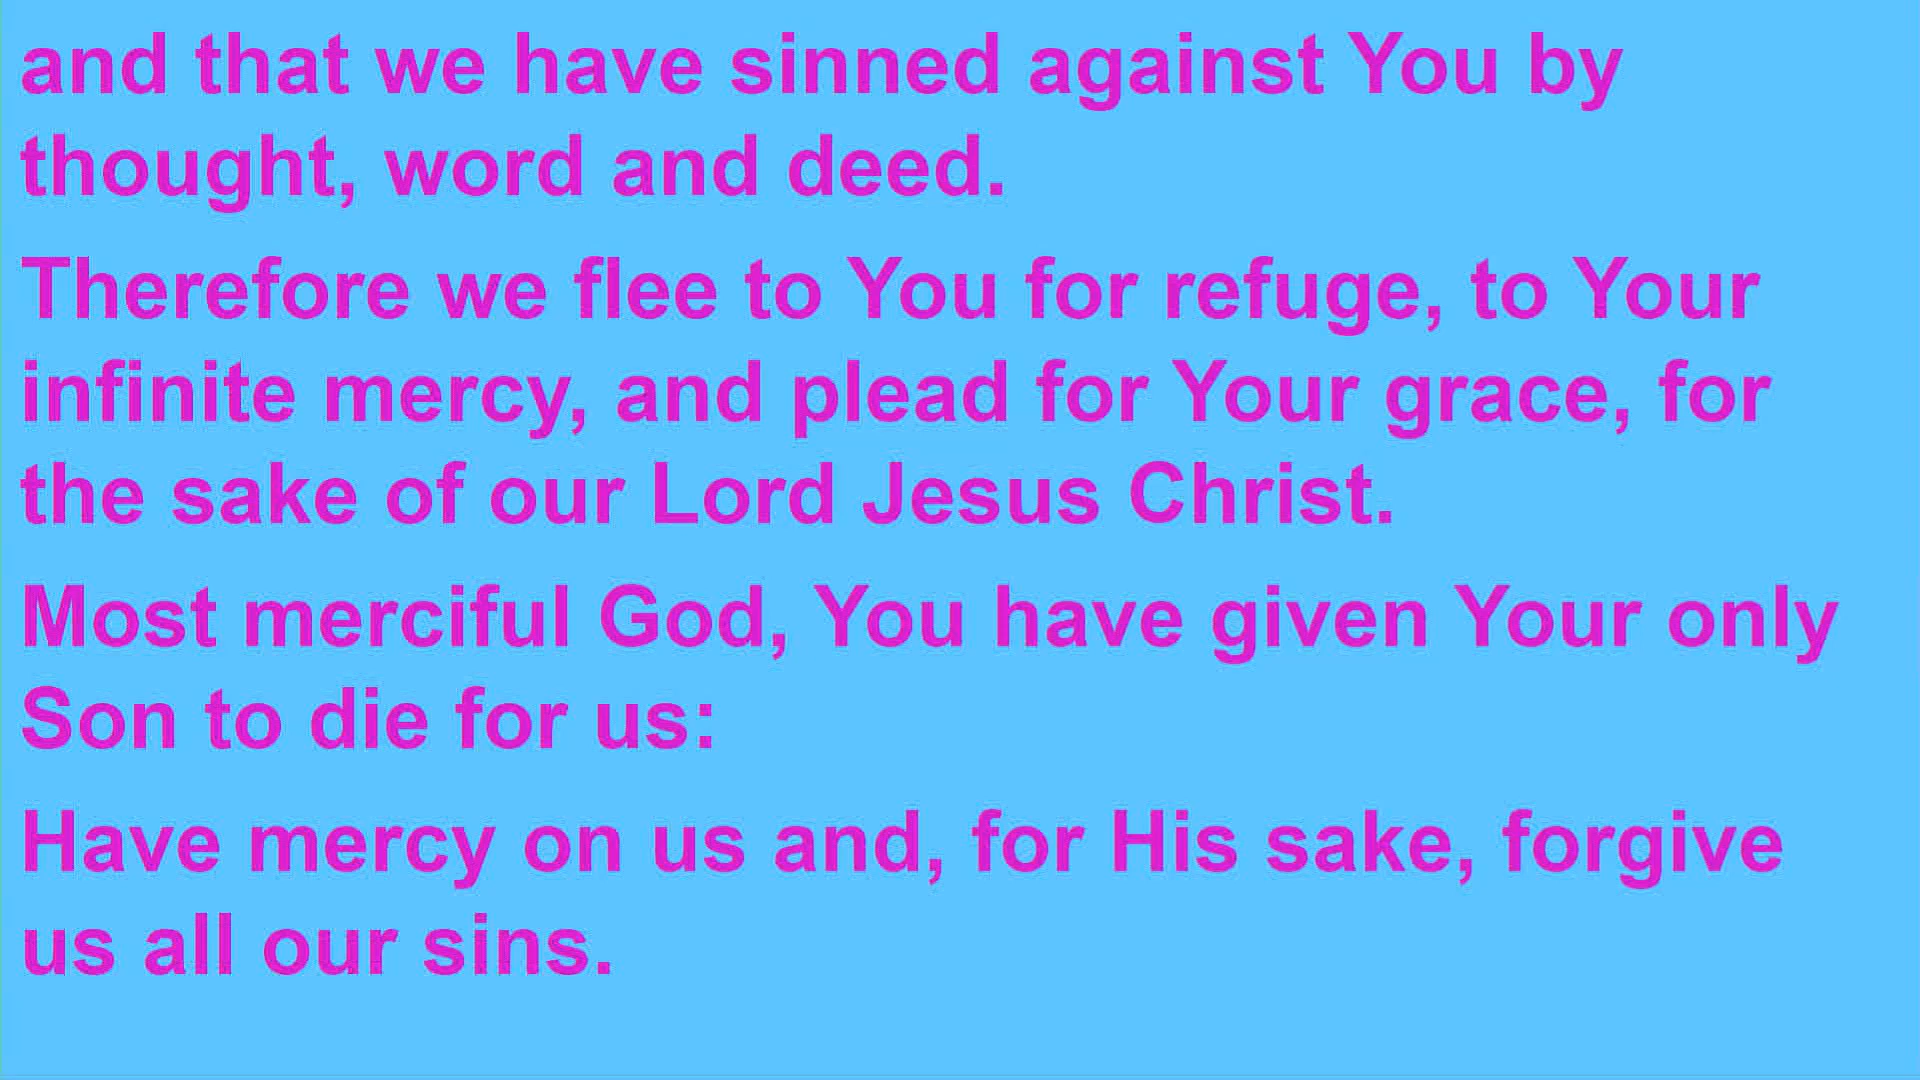 and that we have sinned against You by
thought, word and deed.
Therefore we flee to You for refuge, to Your
infinite mercy, and plead for Your grace, for
the sake of our Lord Jesus Christ.
Most merciful God, You have given Your only
Son to die for us:
Have mercy on us and, for His sake, forgive
us all our sins.